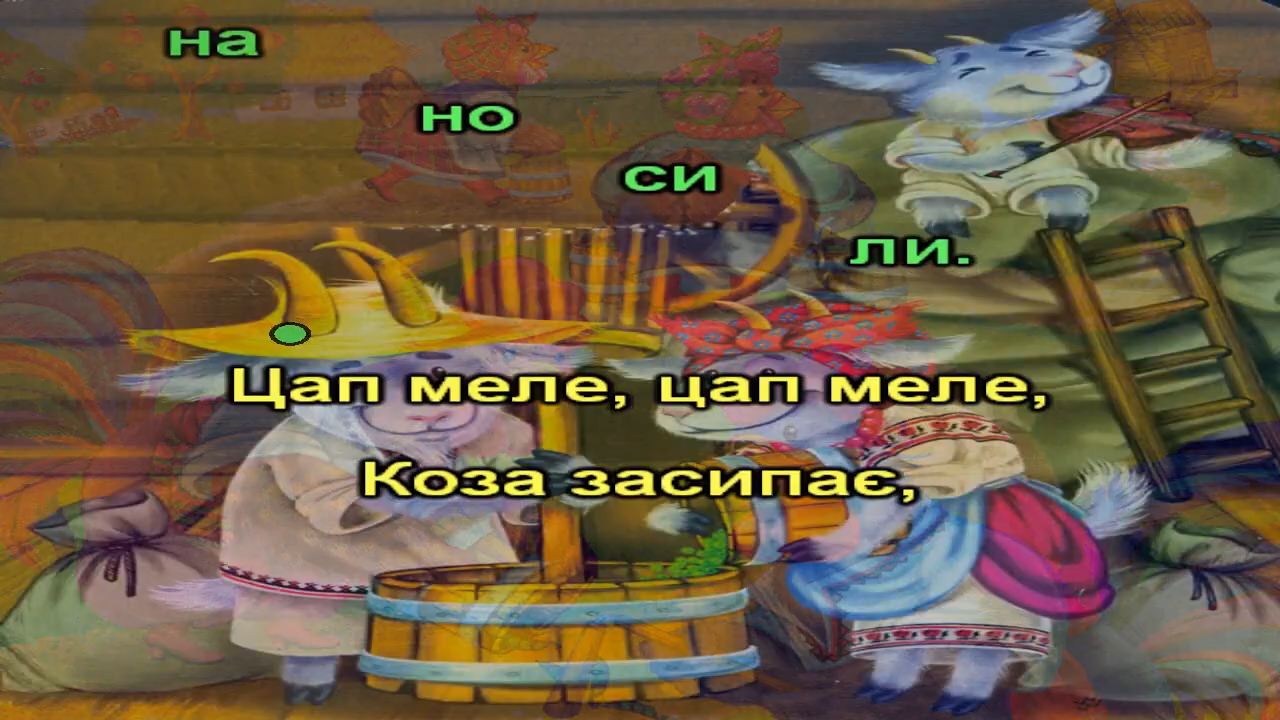 на
но
си
ли.
Цап меле, цап меле,
Коза засипає,